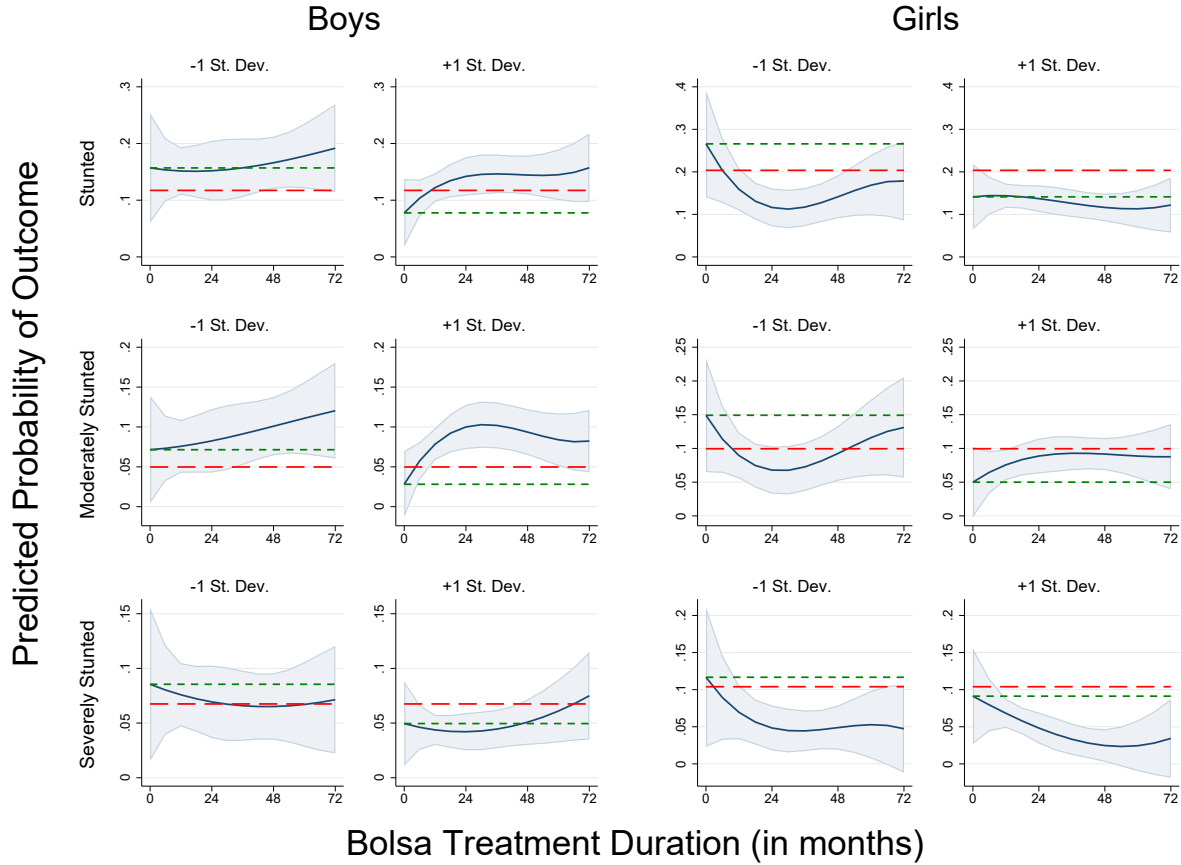 Boys Girls
Predicted Probability of Outcome
Stunted
-1 St. Dev. +1 St. Dev. -1 St. Dev. +1 St. Dev.
.3 .3 .4 .4
.2 .2 .3 .3
.1 .1 .2 .2
0 0 .1 .1
0 0
0 24 48 72 0 24 48 72 0 24 48 72 0 24 48 72
Moderately Stunted
-1 St. Dev. +1 St. Dev. -1 St. Dev. +1 St. Dev.
.2 .2 .25 .25
.15 .15 .2 .2
.1 .1 .15 .15
.05 .05 .1 .1
0 0 .05 .05
0 0
0 24 48 72 0 24 48 72 0 24 48 72 0 24 48 72
Severely Stunted
-1 St. Dev. +1 St. Dev. -1 St. Dev. +1 St. Dev.
.15 .15 .2 .2
.1 .1 .15 .15
.05 .05 .1 .1
0 0 .05 .05
0 0
0 24 48 72 0 24 48 72 0 24 48 72 0 24 48 72
Bolsa Treatment Duration (in months)